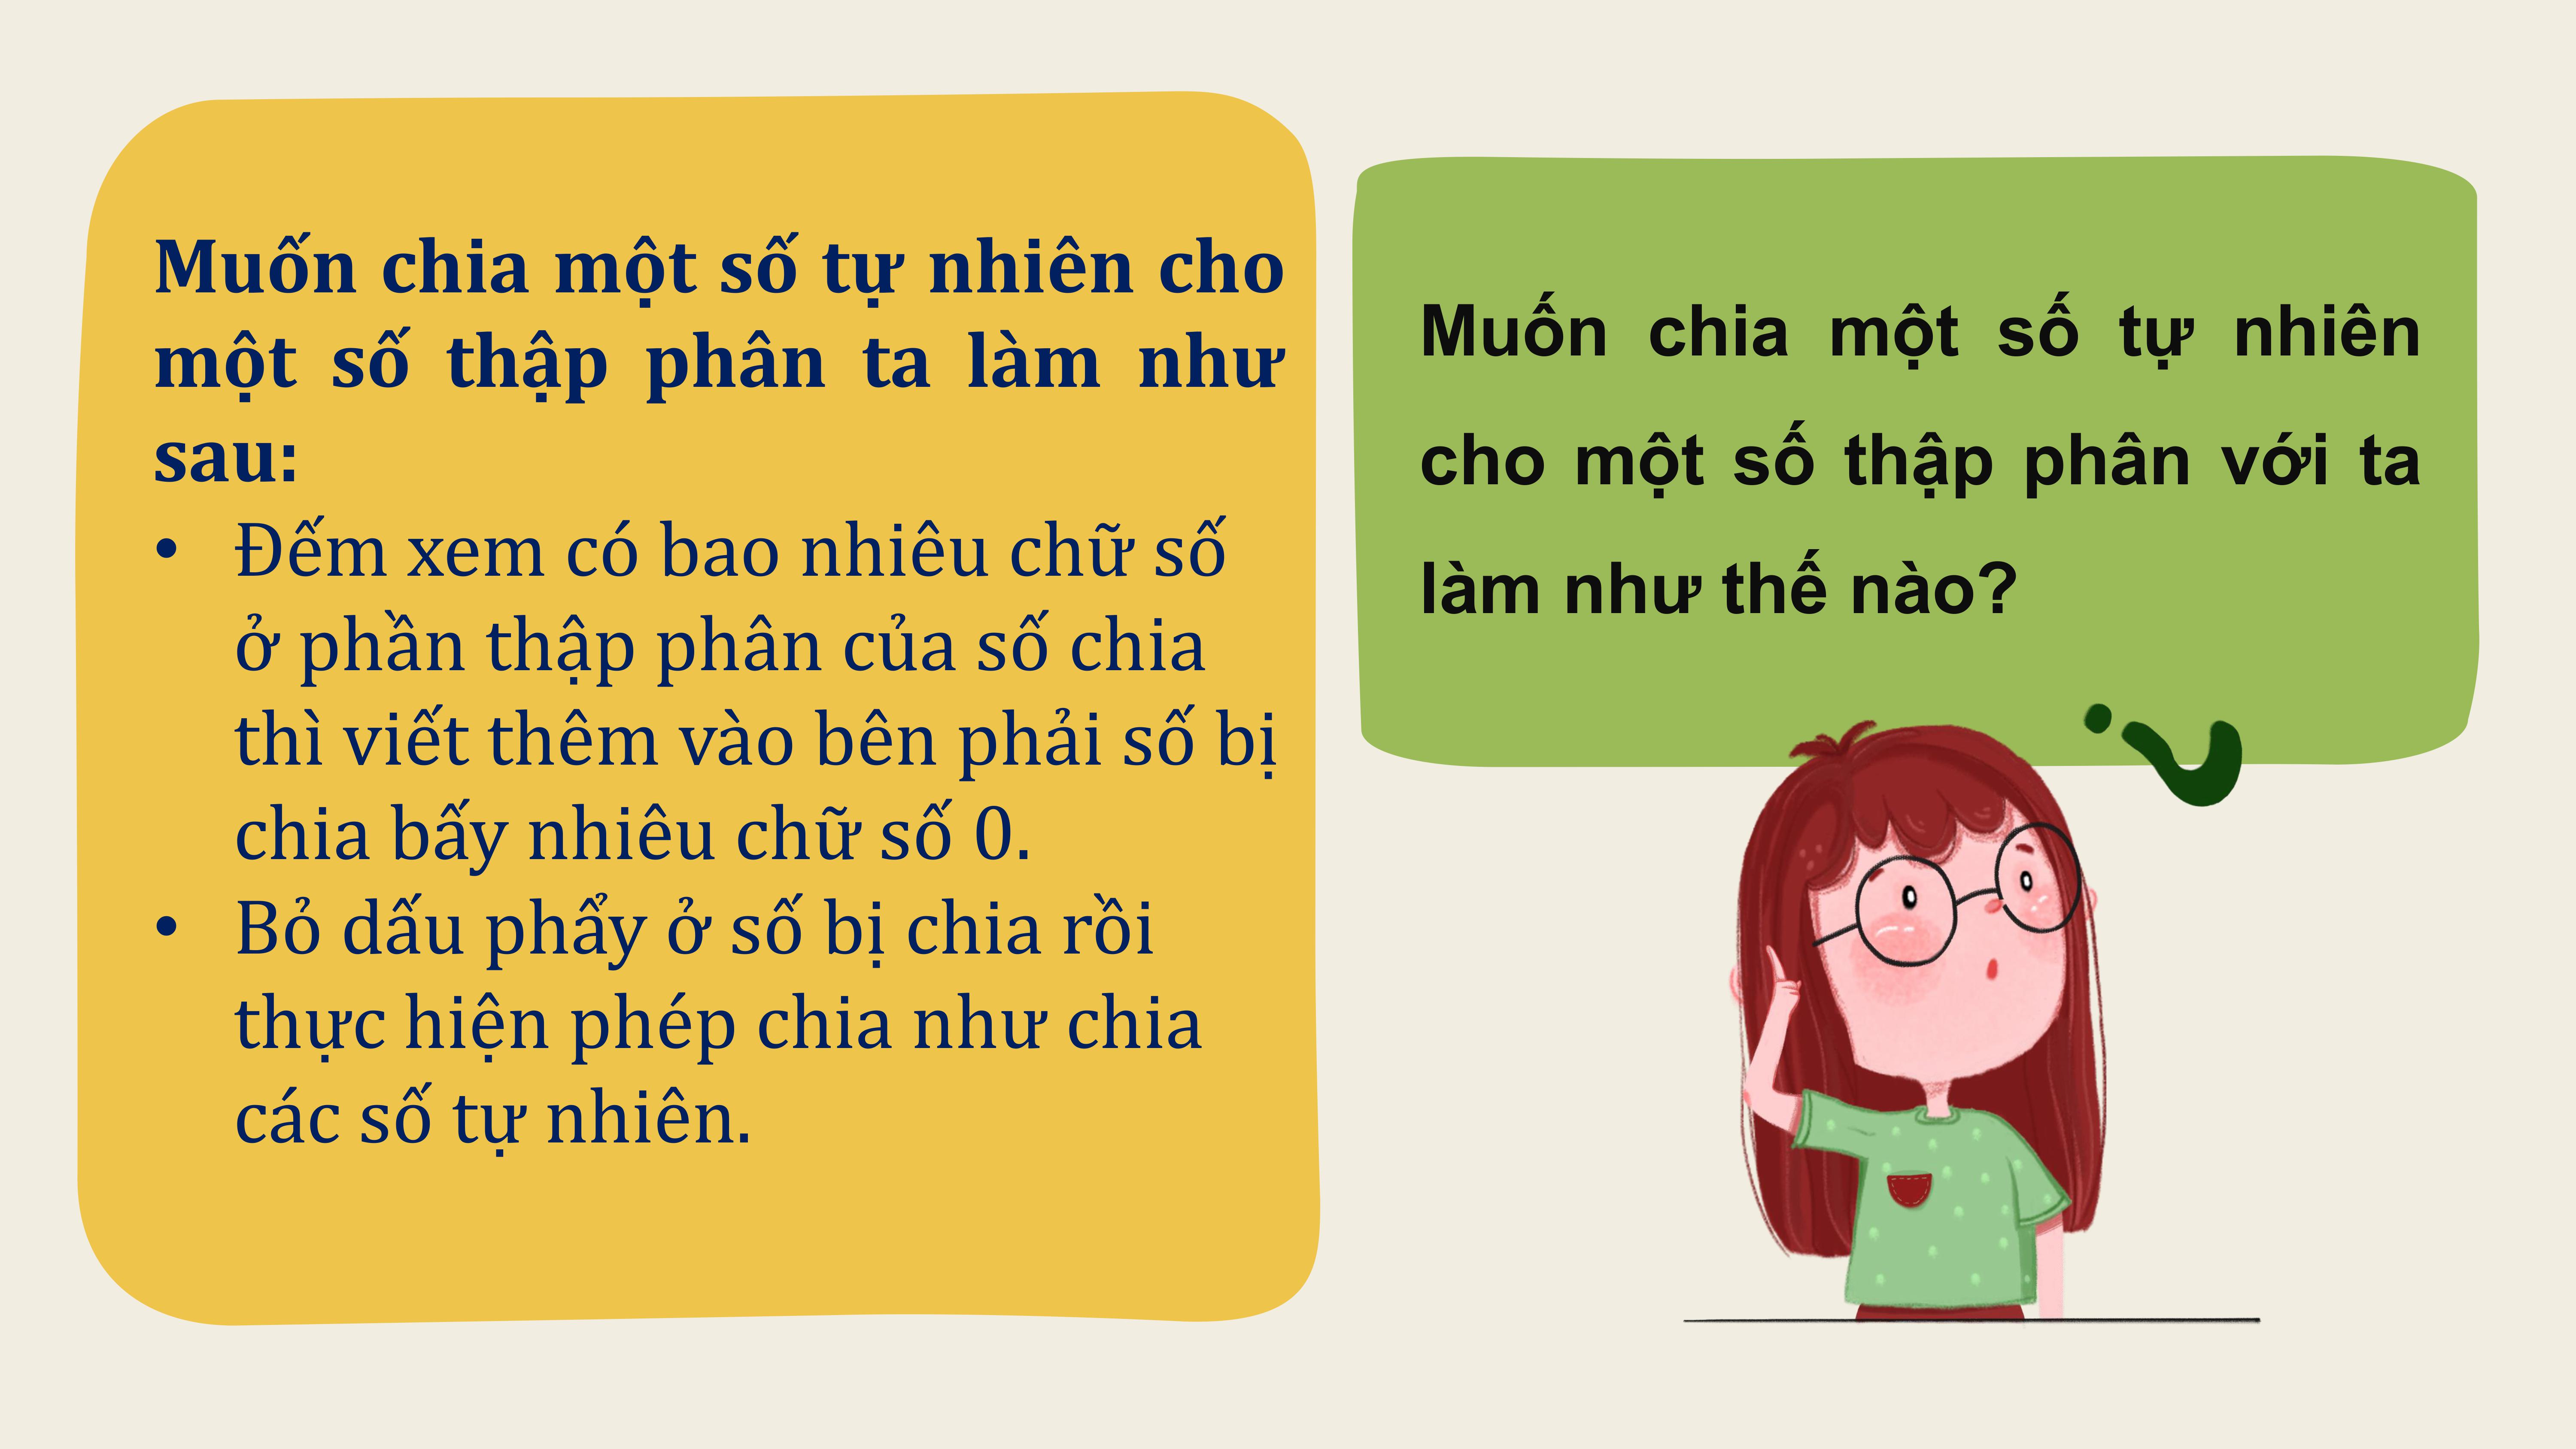 Muốn chia một số tự nhiên cho
một số thập phân ta làm như
sau:
• Đếm xem có bao nhiêu chữ số
ở phần thập phân của số chia
thì viết thêm vào bên phải số bị
chia bấy nhiêu chữ số 0.
• Bỏ dấu phẩy ở số bị chia rồi
thực hiện phép chia như chia
các số tự nhiên.
Muốn chia một số tự nhiên
cho một số thập phân với ta
làm như thế nào?
?